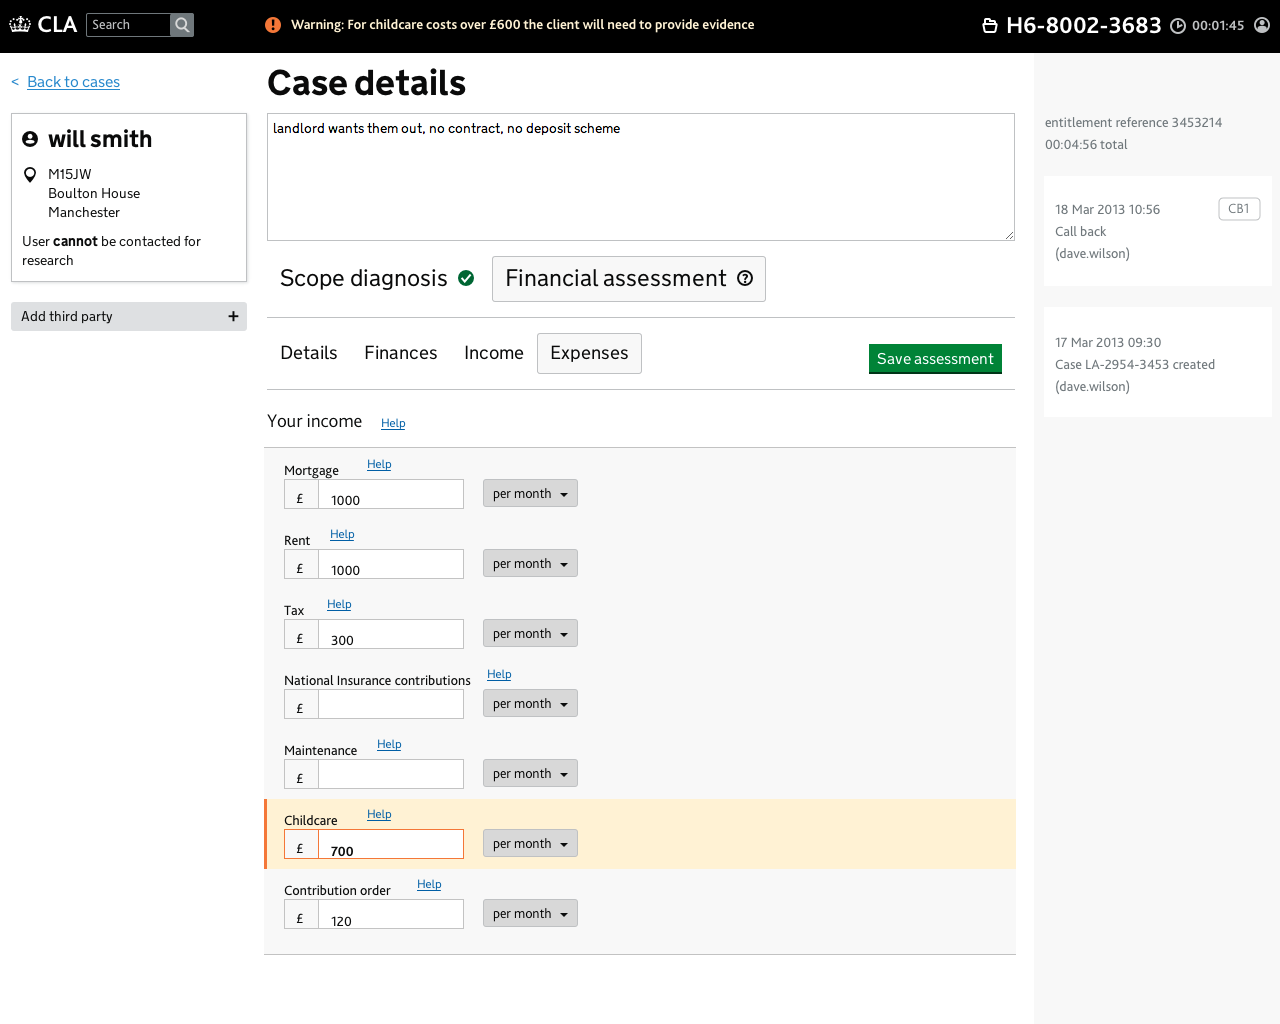 CLA
Search
Warning: For childcare costs over £600 the client will need to provide evidence
H6-8002-3683
00:01:45
< Back to cases
will smith
M15JW
Boulton House
Manchester
User cannot be contacted for
research
Add third party +
Case details
landlord wants them out, no contract, no deposit scheme
Scope diagnosis
Financial assessment
Details
Finances
Income
Expenses
Save assessment
Your income Help
Mortgage Help
£ 1000 per month
Rent Help
£ 1000 per month
Tax Help
£ 300 per month
National Insurance contributions Help
£ per month
Maintenance Help
£ per month
Childcare Help
£ 700 per month
Contribution order Help
£ 120 per month
entitlement reference 3453214
00:04:56 total
18 Mar 2013 10:56 CB1
Call back
(dave.wilson)
17 Mar 2013 09:30
Case LA-2954-3453 created
(dave.wilson)